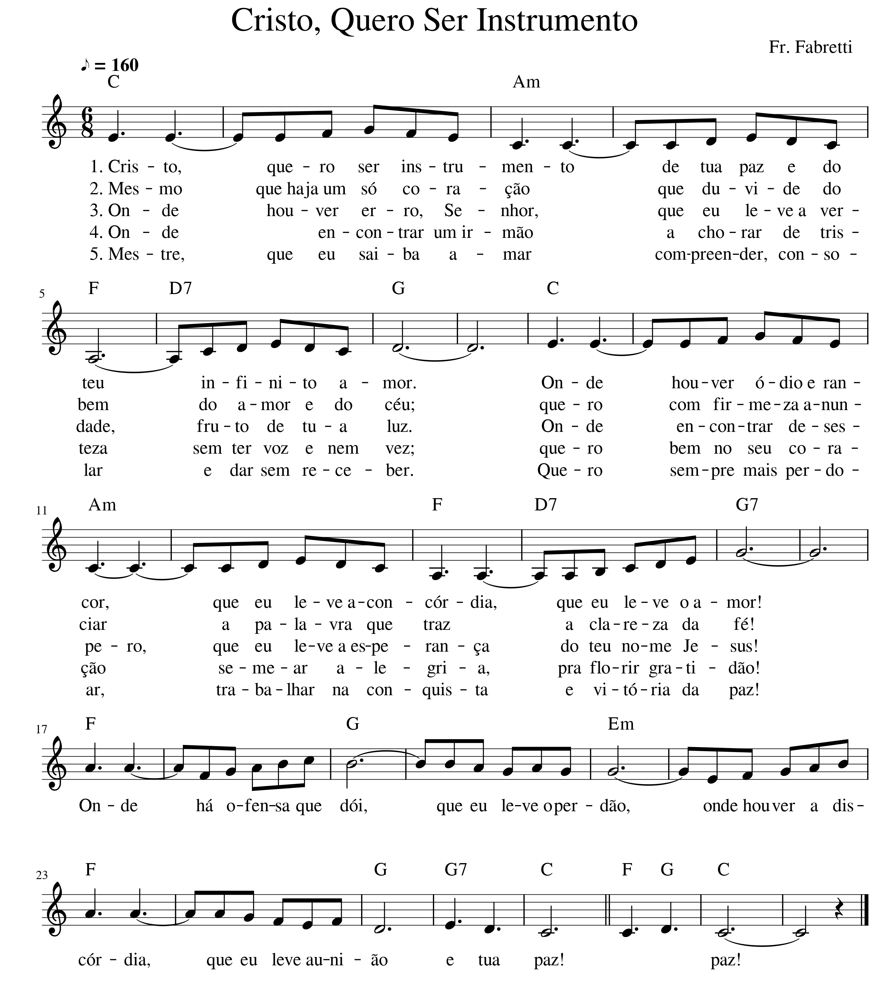 Cristo, Quero Ser Instrumento
Fr. Fabretti
♪ = 160
C Am
6
8
1. Cris - to, que - ro ser ins - tru - men - to de tua paz e do
2. Mes - mo que haja um só co - ra - ção que du - vi - de do
3. On - de hou - ver er - ro, Se - nhor, que eu le - ve a ver -
4. On - de en - con - trar um ir - mão a cho - rar de tris -
5. Mes - tre, que eu sai - ba a - mar com - preen - der, con - so -
5 F D7 G C
teu in - fi - ni - to a - mor. On - de hou - ver ó - dio e ran -
bem do a - mor e do céu; que - ro com fir - me - za a - nun -
dade, fru - to de tu - a luz. On - de en - con - trar de - ses -
teza sem ter voz e nem vez; que - ro bem no seu co - ra -
lar e dar sem re - ce - ber. Que - ro sem - pre mais per - do -
11 Am F D7 G7
cor, que eu le - ve a - con - cór - dia, que eu le - ve o a - mor!
ciar a pa - la - vra que traz a cla - re - za da fé!
pe - ro, que eu le - ve a es - pe - ran - ça do teu no - me Je - sus!
ção se - me - ar a - le - gri - a, pra flo - rir gra - ti - dão!
ar, tra - ba - lhar na con - quis - ta e vi - tó - ria da paz!
17 F G Em
On - de há o - fen - sa que dói, que eu le - ve o per - dão, onde hou ver a dis -
23 F G G7 C F G C
cór - dia, que eu leve au - ni - ão e tua paz! paz!